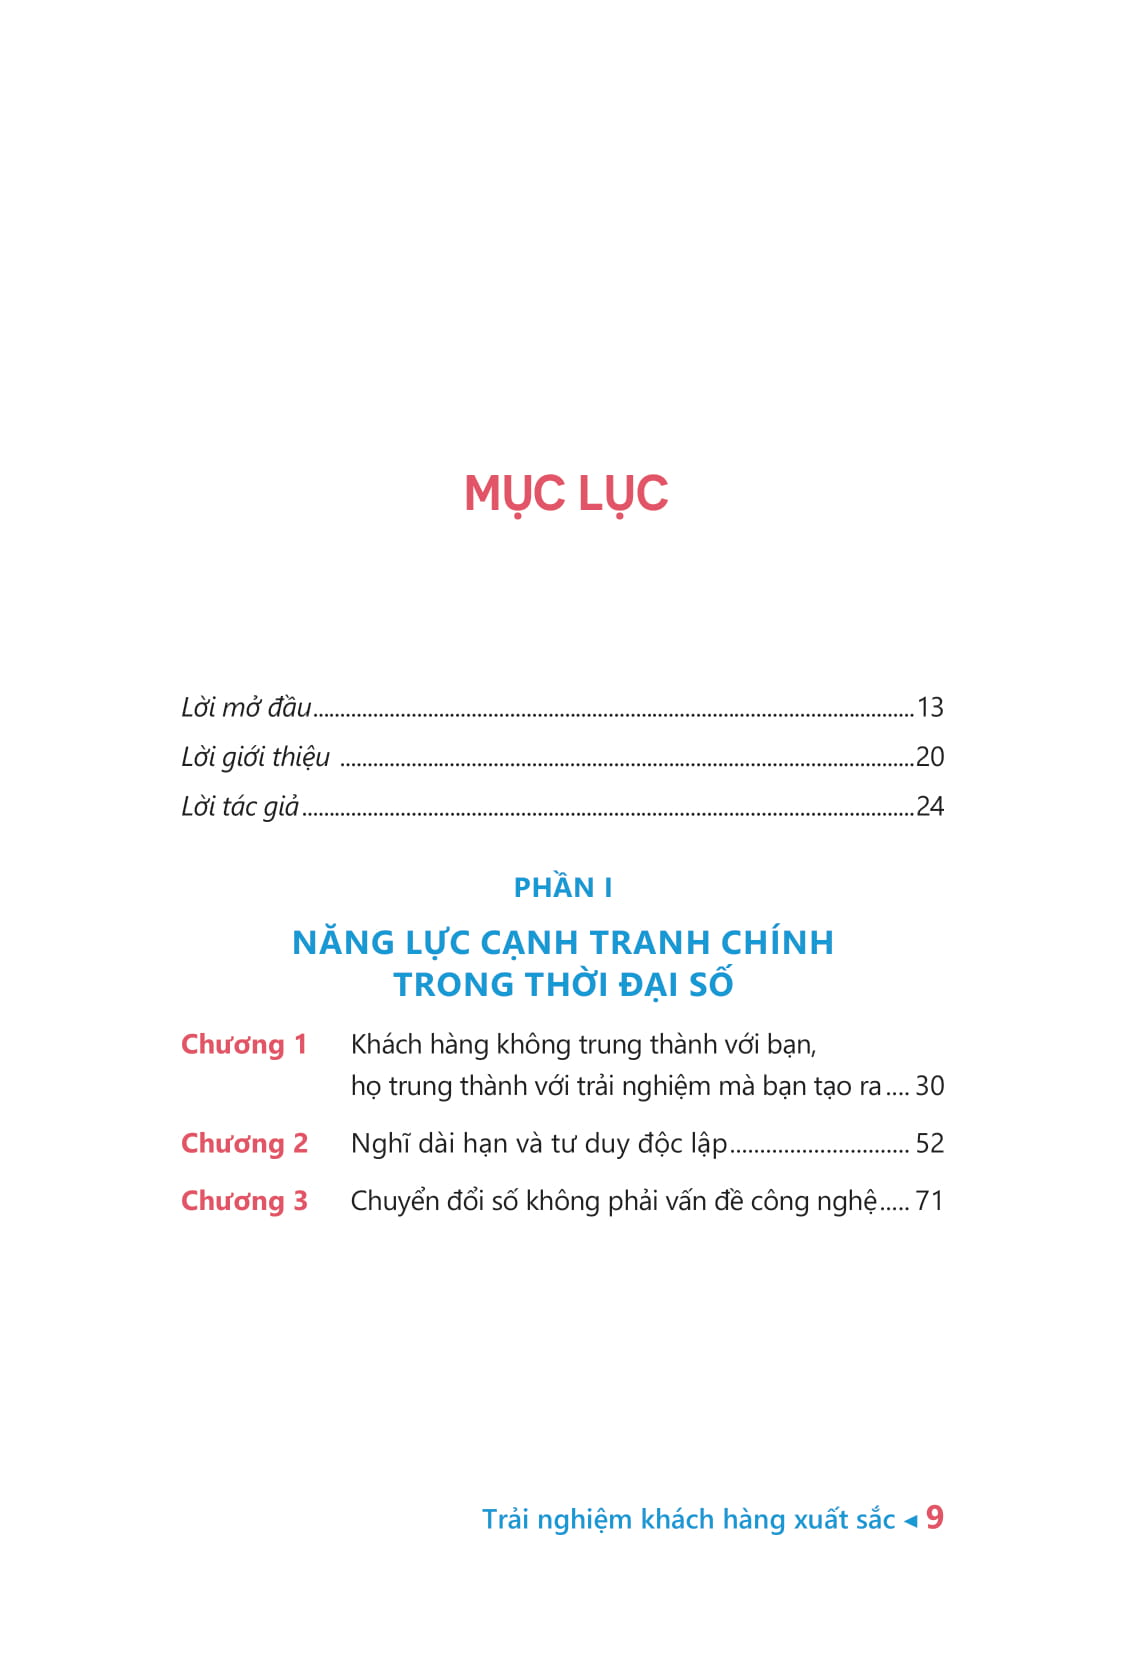 MỤC LỤC
Lời mở đầu....................................................................................................13
Lời giới thiệu ................................................................................................20
Lời tác giả......................................................................................................24
PHẦN I
NĂNG LỰC CẠNH TRANH CHÍNH
TRONG THỜI ĐẠI SỐ
Chương 1 Khách hàng không trung thành với bạn,
họ trung thành với trải nghiệm mà bạn tạo ra.... 30
Chương 2 Nghĩ dài hạn và tư duy độc lập.............................. 52
Chương 3 Chuyển đổi số không phải vấn đề công nghệ..... 71
Trải nghiệm khách hàng xuất sắc ◂ 9